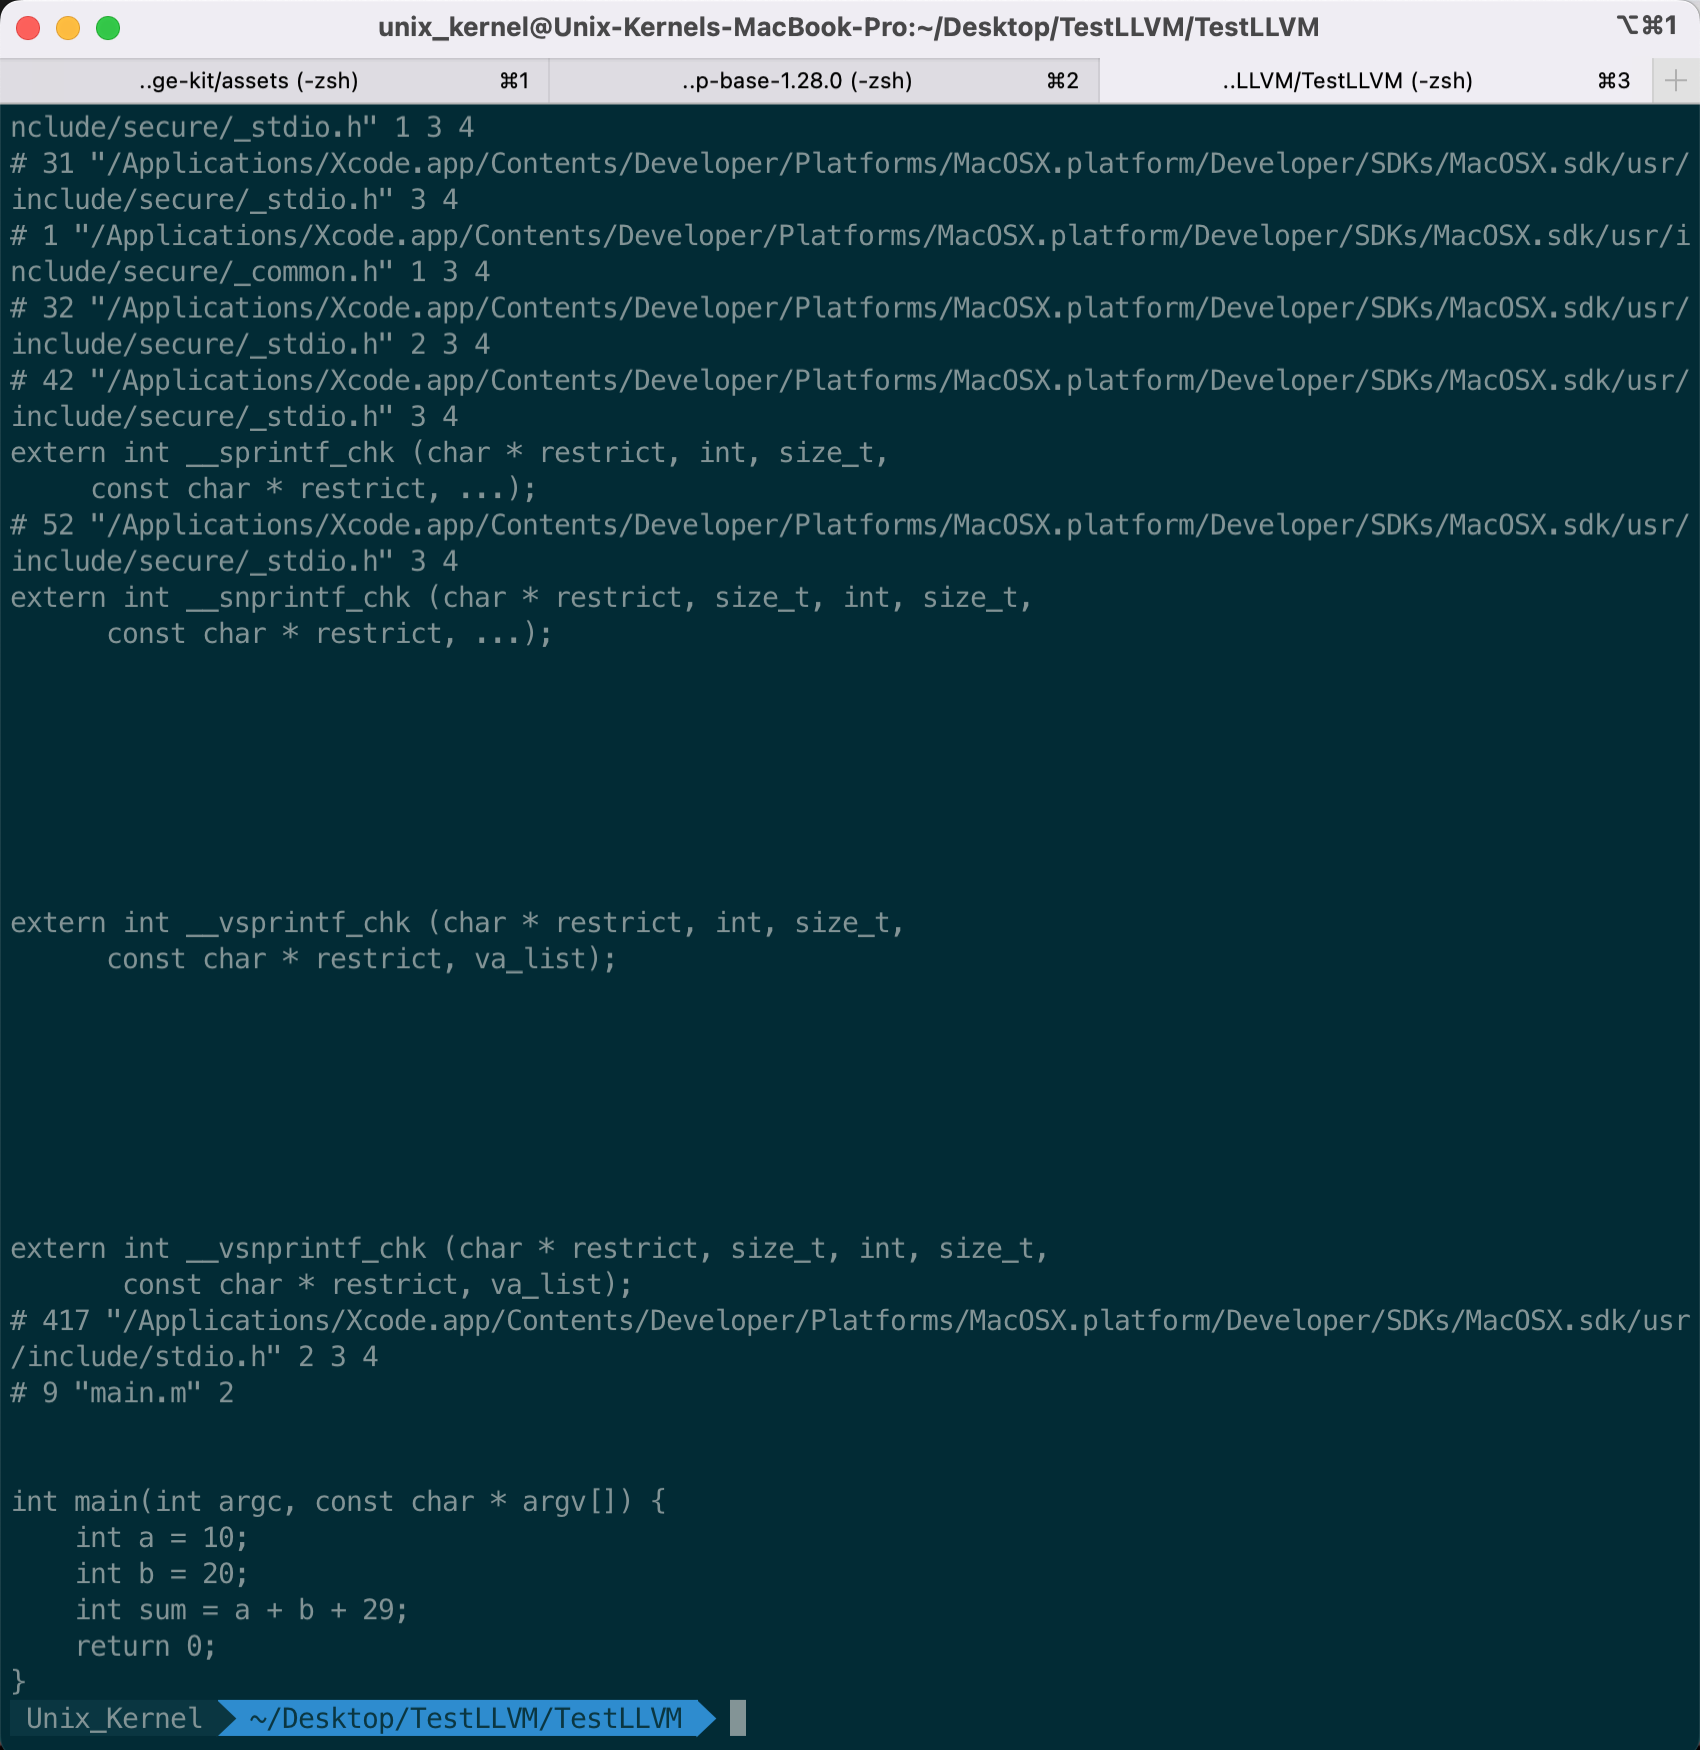 unix_kernel@Unix-Kernels-MacBook-Pro:~/Desktop/TestLLVM/TestLLVM ⌥⌘1
..ge-kit/assets (-zsh) ⌘1 ..p-base-1.28.0 (-zsh) ⌘2 ..LLVM/TestLLVM (-zsh) ⌘3 +
nclude/secure/_stdio.h" 1 3 4
# 31 "/Applications/Xcode.app/Contents/Developer/Platforms/MacOSX.platform/Developer/SDKs/MacOSX.sdk/usr/
include/secure/_stdio.h" 3 4
# 1 "/Applications/Xcode.app/Contents/Developer/Platforms/MacOSX.platform/Developer/SDKs/MacOSX.sdk/usr/i
nclude/secure/_common.h" 1 3 4
# 32 "/Applications/Xcode.app/Contents/Developer/Platforms/MacOSX.platform/Developer/SDKs/MacOSX.sdk/usr/
include/secure/_stdio.h" 2 3 4
# 42 "/Applications/Xcode.app/Contents/Developer/Platforms/MacOSX.platform/Developer/SDKs/MacOSX.sdk/usr/
include/secure/_stdio.h" 3 4
extern int __sprintf_chk (char * restrict, int, size_t,
     const char * restrict, ...);
# 52 "/Applications/Xcode.app/Contents/Developer/Platforms/MacOSX.platform/Developer/SDKs/MacOSX.sdk/usr/
include/secure/_stdio.h" 3 4
extern int __snprintf_chk (char * restrict, size_t, int, size_t,
      const char * restrict, ...);
extern int __vsprintf_chk (char * restrict, int, size_t,
      const char * restrict, va_list);
extern int __vsnprintf_chk (char * restrict, size_t, int, size_t,
       const char * restrict, va_list);
# 417 "/Applications/Xcode.app/Contents/Developer/Platforms/MacOSX.platform/Developer/SDKs/MacOSX.sdk/usr
/include/stdio.h" 2 3 4
# 9 "main.m" 2
int main(int argc, const char * argv[]) {
    int a = 10;
    int b = 20;
    int sum = a + b + 29;
    return 0;
}
Unix_Kernel ~/Desktop/TestLLVM/TestLLVM